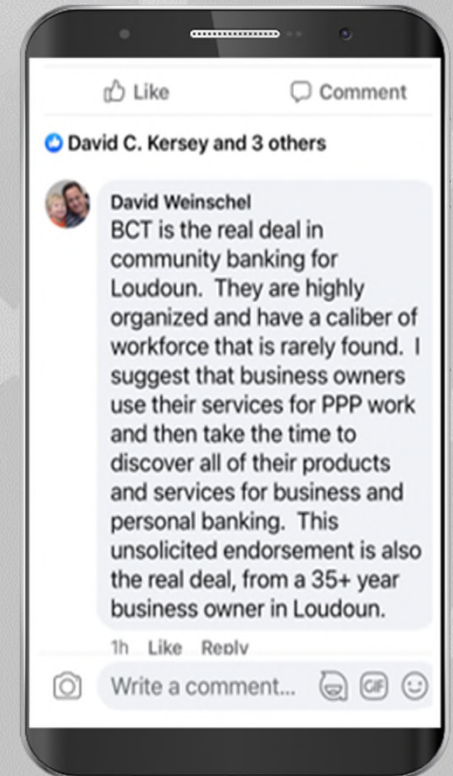 Like Comment
David C. Kersey and 3 others
David Weinschel
BCT is the real deal in
community banking for
Loudoun. They are highly
organized and have a caliber of
workforce that is rarely found. I
suggest that business owners
use their services for PPP work
and then take the time to
discover all of their products
and services for business and
personal banking. This
unsolicited endorsement is also
the real deal, from a 35+ year
business owner in Loudoun.
1h Like Reply
Write a comment... GIF